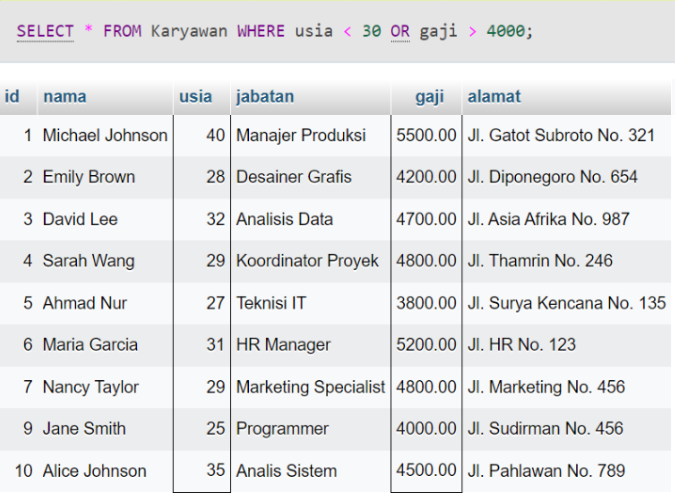 SELECT * FROM Karyawan WHERE usia < 30 OR gaji > 4000;
id nama usia jabatan gaji alamat
1 Michael Johnson 40 Manajer Produksi 5500.00 Jl. Gatot Subroto No. 321
2 Emily Brown 28 Desainer Grafis 4200.00 Jl. Diponegoro No. 654
3 David Lee 32 Analisis Data 4700.00 Jl. Asia Afrika No. 987
4 Sarah Wang 29 Koordinator Proyek 4800.00 Jl. Thamrin No. 246
5 Ahmad Nur 27 Teknisi IT 3800.00 Jl. Surya Kencana No. 135
6 Maria Garcia 31 HR Manager 5200.00 Jl. HR No. 123
7 Nancy Taylor 29 Marketing Specialist 4800.00 Jl. Marketing No. 456
9 Jane Smith 25 Programmer 4000.00 Jl. Sudirman No. 456
10 Alice Johnson 35 Analis Sistem 4500.00 Jl. Pahlawan No. 789